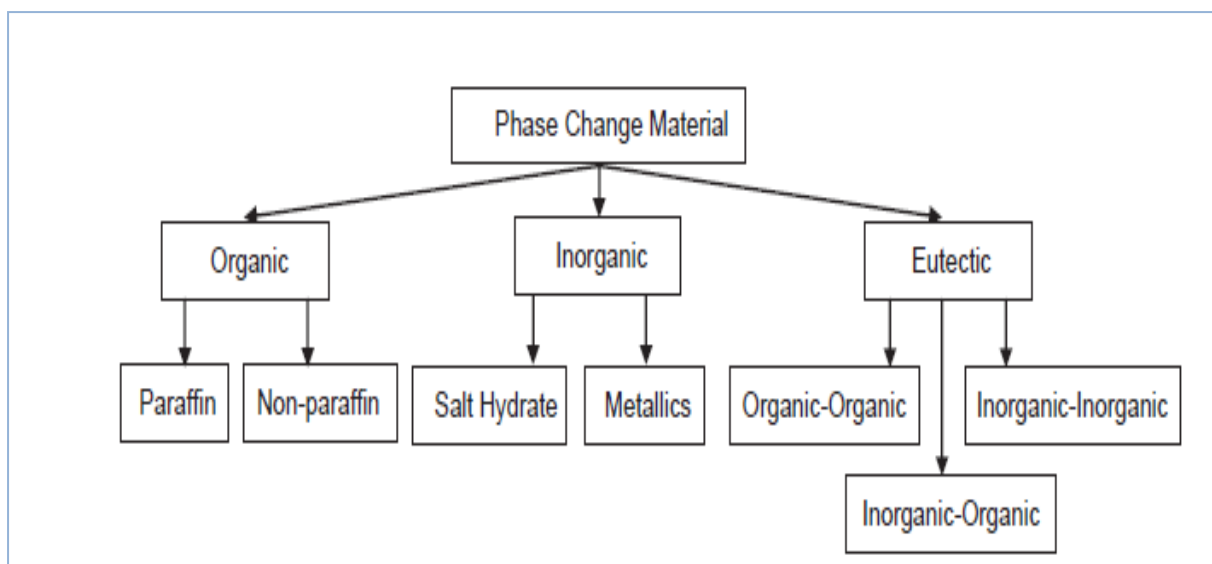 Phase Change Material
Organic
Inorganic
Eutectic
Paraffin
Non-paraffin
Salt Hydrate
Metallics
Organic-Organic
Inorganic-Inorganic
Inorganic-Organic